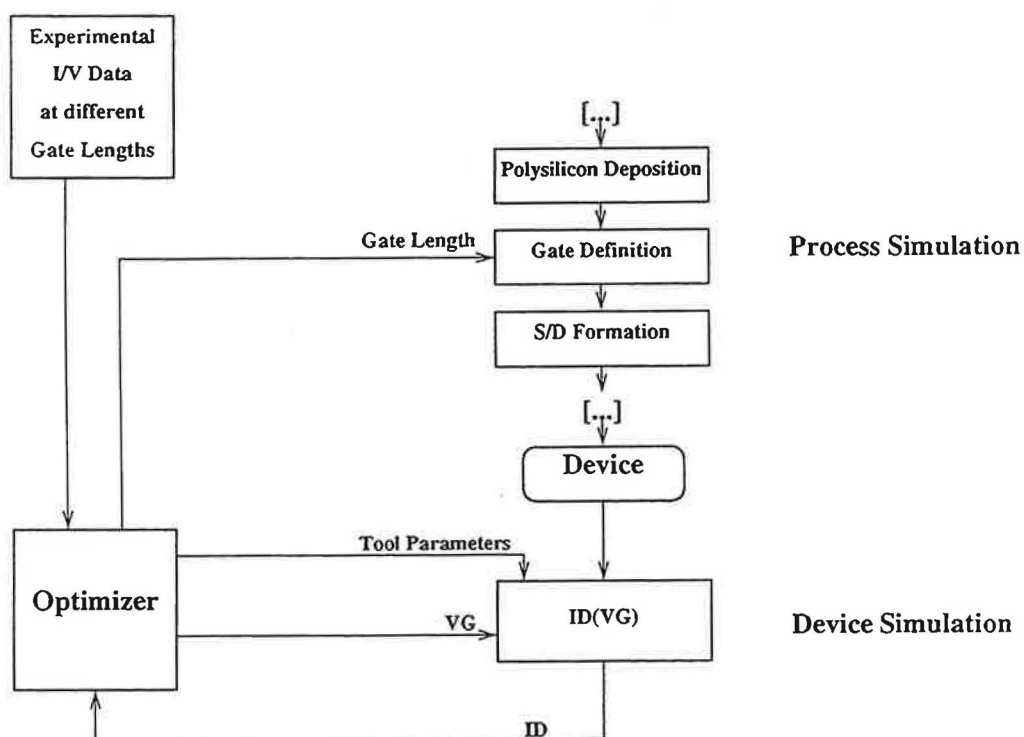 Experimental
I/V Data
at different
Gate Lengths
[...]
Polysilicon Deposition
Gate Length
Gate Definition
Process Simulation
S/D Formation
[...]
Device
Tool Parameters
Optimizer
ID(VG)
Device Simulation
VG
ID